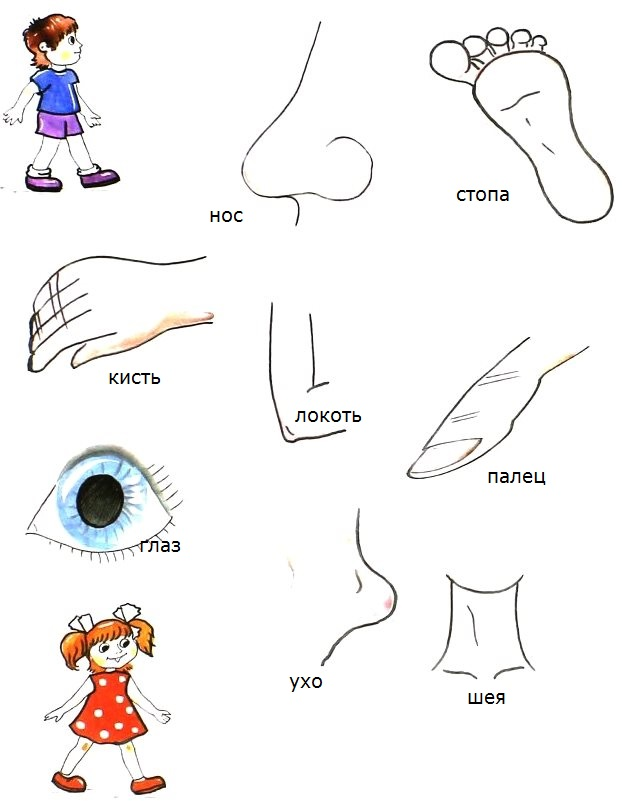 нос
стопа
кисть
локоть
палец
глаз
ухо
шея